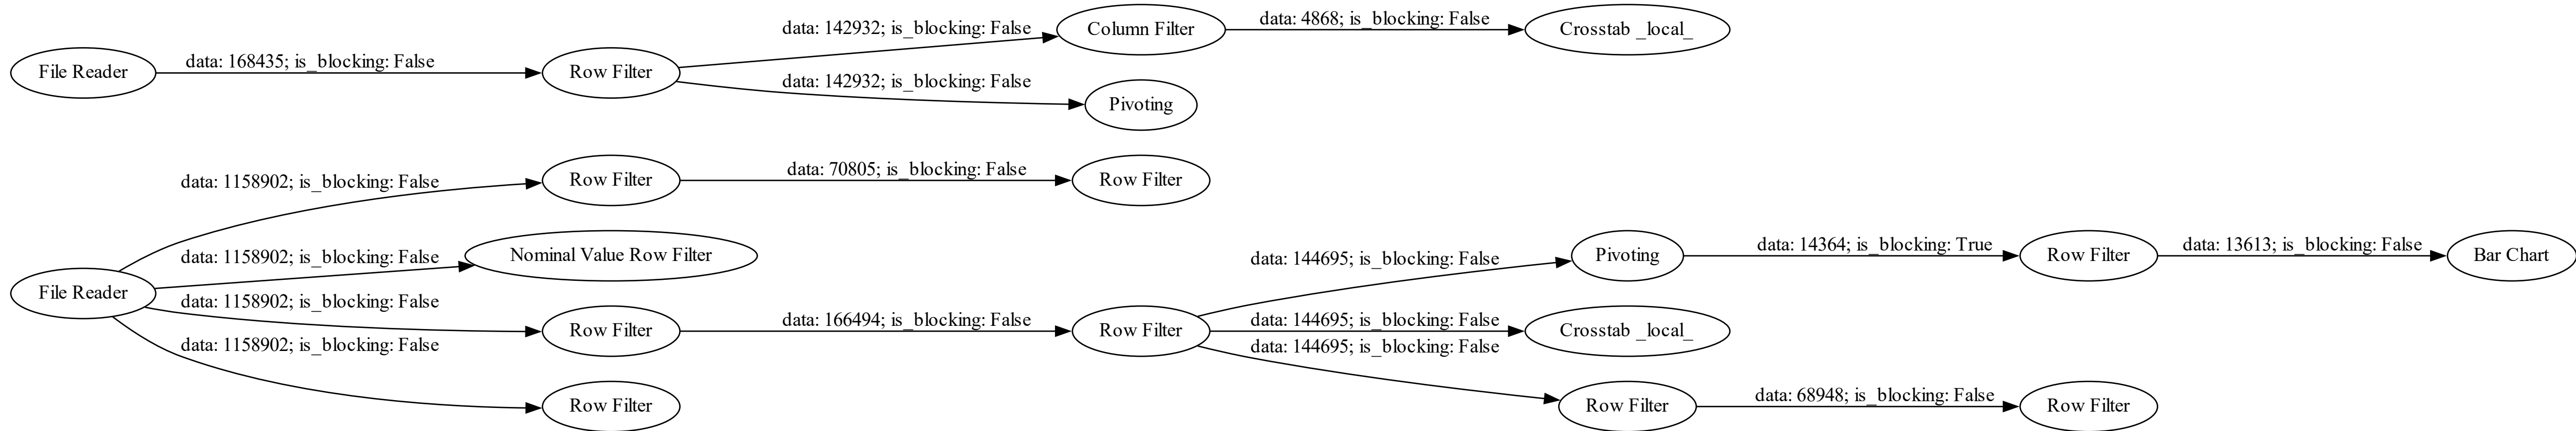 File Reader
data: 168435; is_blocking: False
Row Filter
data: 142932; is_blocking: False
Column Filter
data: 4868; is_blocking: False
Crosstab _local_
data: 142932; is_blocking: False
Pivoting
File Reader
data: 1158902; is_blocking: False
Row Filter
data: 70805; is_blocking: False
Row Filter
data: 1158902; is_blocking: False
Nominal Value Row Filter
data: 1158902; is_blocking: False
Row Filter
data: 166494; is_blocking: False
Row Filter
data: 144695; is_blocking: False
Pivoting
data: 14364; is_blocking: True
Row Filter
data: 13613; is_blocking: False
Bar Chart
data: 144695; is_blocking: False
Crosstab _local_
data: 144695; is_blocking: False
Row Filter
data: 68948; is_blocking: False
Row Filter
data: 1158902; is_blocking: False
Row Filter